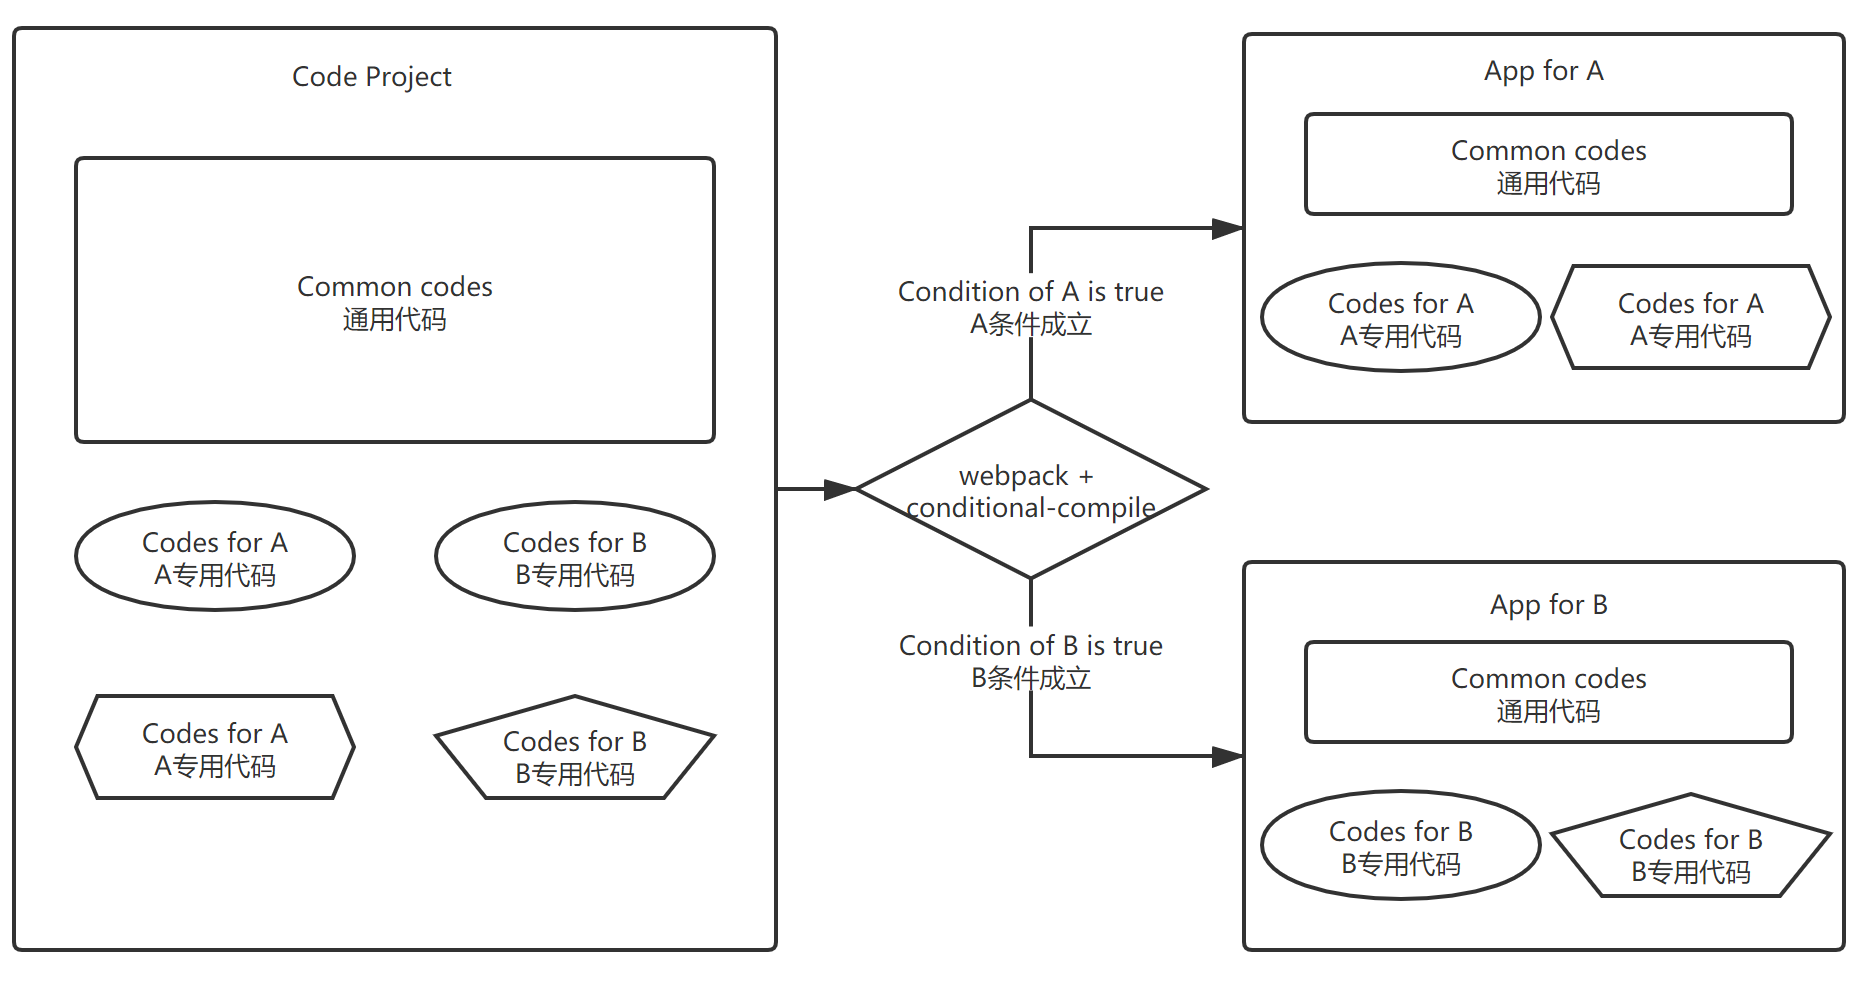 Code Project
Common codes
通用代码
Codes for A
A专用代码
Codes for B
B专用代码
Codes for A
A专用代码
Codes for B
B专用代码
Condition of A is true
A条件成立
webpack +
conditional-compile
Condition of B is true
B条件成立
App for A
Common codes
通用代码
Codes for A
A专用代码
Codes for A
A专用代码
App for B
Common codes
通用代码
Codes for B
B专用代码
Codes for B
B专用代码